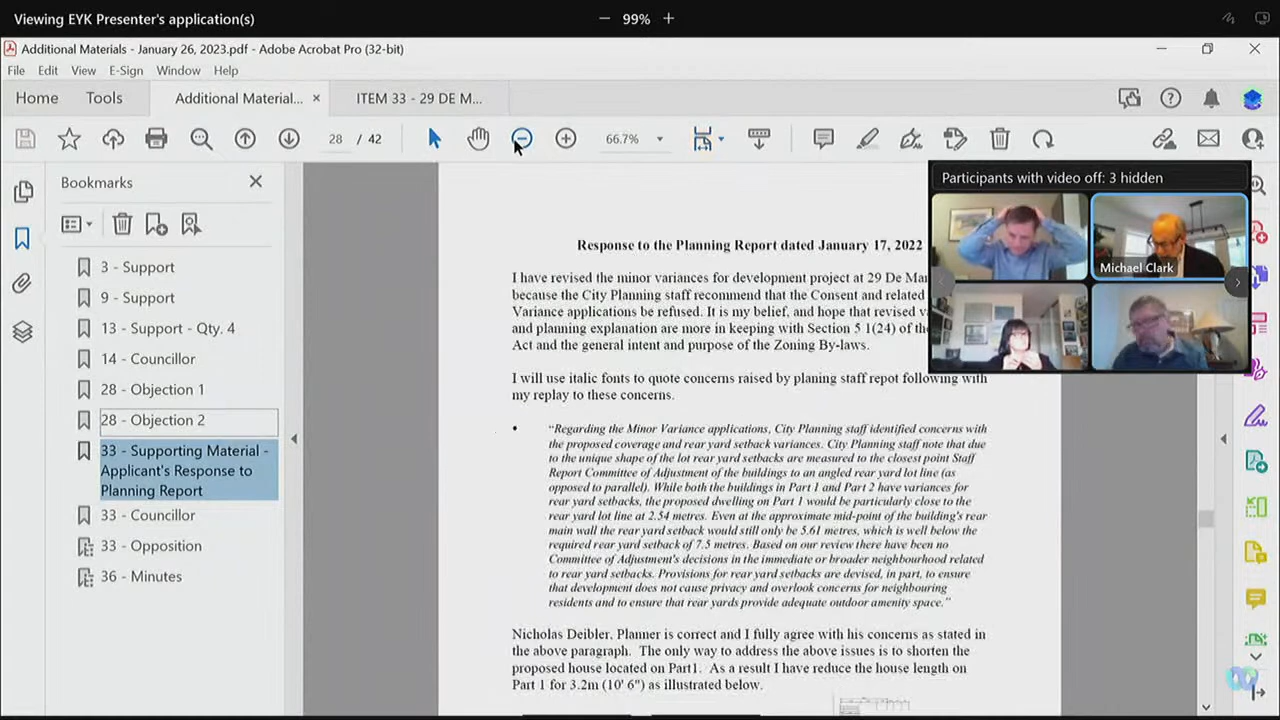 Viewing EYK Presenter's application(s)
99%
Additional Materials - January 26, 2023.pdf - Adobe Acrobat Pro (32-bit)
File Edit View E-Sign Window Help
Home Tools Additional Material... × ITEM 33 - 29 DE M...
28 / 42 66.7%
Bookmarks
3 - Support
9 - Support
13 - Support - Qty. 4
14 - Councillor
28 - Objection 1
28 - Objection 2
33 - Supporting Material -
Applicant's Response to
Planning Report
33 - Councillor
33 - Opposition
36 - Minutes
Participants with video off: 3 hidden
Michael Clark
Response to the Planning Report dated January 17, 2022
I have revised the minor variances for development project at 29 De Mar
because the City Planning staff recommend that the Consent and related
Variance applications be refused. It is my belief, and hope that revised v
and planning explanation are more in keeping with Section 5 1(24) of the
Act and the general intent and purpose of the Zoning By-laws.
I will use italic fonts to quote concerns raised by planing staff repot following with
my replay to these concerns.
• “Regarding the Minor Variance applications, City Planning staff identified concerns with
the proposed coverage and rear yard setback variances. City Planning staff note that due
to the unique shape of the lot rear yard setbacks are measured to the closest point Staff
Report Committee of Adjustment of the buildings to an angled rear yard lot line (as
opposed to parallel). While both the buildings in Part 1 and Part 2 have variances for
rear yard setbacks, the proposed dwelling on Part 1 would be particularly close to the
rear yard lot line at 2.54 metres. Even at the approximate mid-point of the building's rear
main wall the rear yard setback would still only be 5.61 metres, which is well below the
required rear yard setback of 7.5 metres. Based on our review there have been no
Committee of Adjustment's decisions in the immediate or broader neighbourhood related
to rear yard setbacks. Provisions for rear yard setbacks are devised, in part, to ensure
that development does not cause privacy and overlook concerns for neighbouring
residents and to ensure that rear yards provide adequate outdoor amenity space.”
Nicholas Deibler, Planner is correct and I fully agree with his concerns as stated in
the above paragraph. The only way to address the above issues is to shorten the
proposed house located on Part1. As a result I have reduce the house length on
Part 1 for 3.2m (10' 6") as illustrated below.